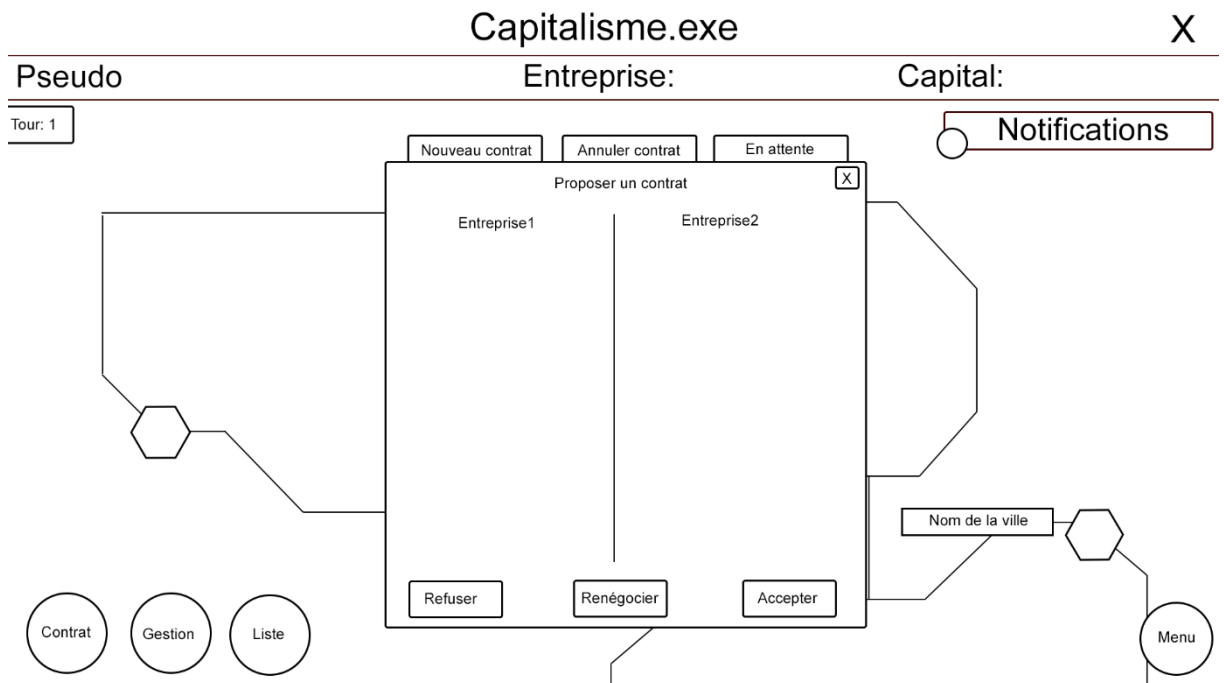 Capitalisme.exe X
Pseudo Entreprise: Capital:
Tour: 1 Notifications
Nouveau contrat Annuler contrat En attente
Proposer un contrat X
Entreprise1 Entreprise2
Nom de la ville
Refuser Renégocier Accepter
Contrat Gestion Liste Menu